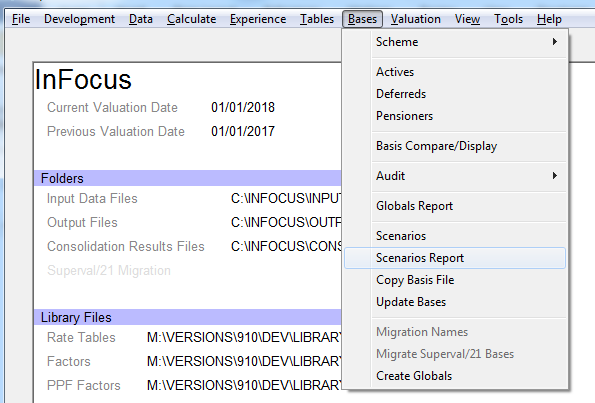 File Development Data Calculate Experience Tables Bases Valuation View Tools Help
InFocus
Current Valuation Date 01/01/2018
Previous Valuation Date 01/01/2017
Folders
Input Data Files C:\INFOCUS\INPUT
Output Files C:\INFOCUS\OUTP
Consolidation Results Files C:\INFOCUS\CONS
Superval/21 Migration
Library Files
Rate Tables M:\VERSIONS\910\DEV\LIBRARY
Factors M:\VERSIONS\910\DEV\LIBRARY
PPF Factors M:\VERSIONS\910\DEV\LIBRARY
Scheme
Actives
Deferreds
Pensioners
Basis Compare/Display
Audit
Globals Report
Scenarios
Scenarios Report
Copy Basis File
Update Bases
Migration Names
Migrate Superval/21 Bases
Create Globals